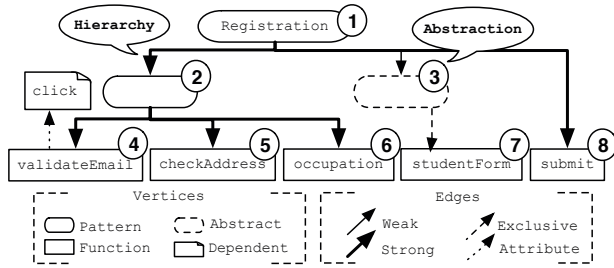 Hierarchy
Registration
1
Abstraction
2
3
click
4
5
6
7
8
validateEmail
checkAddress
occupation
studentForm
submit
Vertices
Edges
Pattern
Abstract
Weak
Exclusive
Function
Dependent
Strong
Attribute